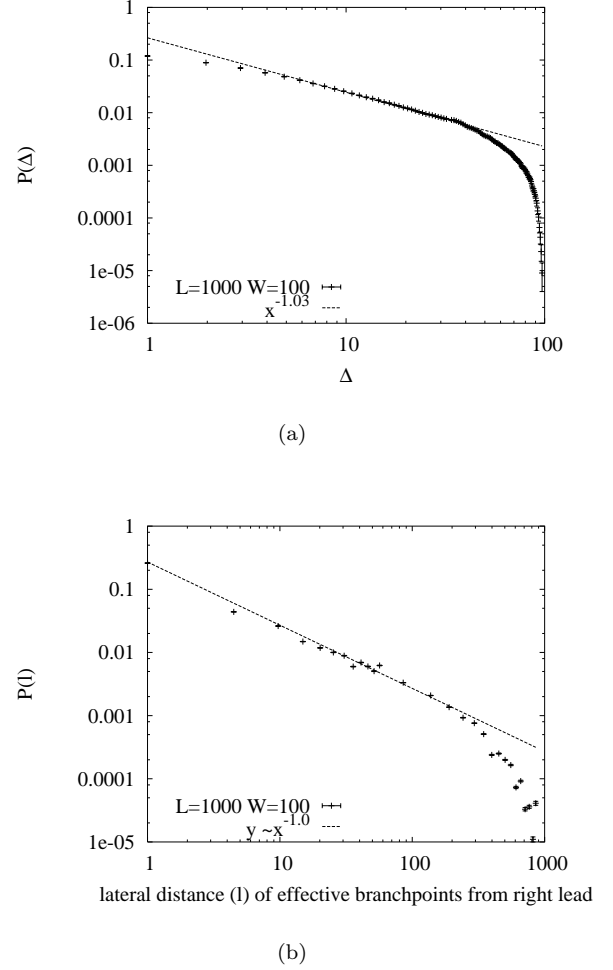 1
0.1
0.01
0.001
0.0001
1e-05
1e-06
P(Δ)
L=1000 W=100
x^-1.03
1 10 100
Δ
(a)
1
0.1
0.01
0.001
0.0001
1e-05
P(l)
L=1000 W=100
y ~x^-1.0
1 10 100 1000
lateral distance (l) of effective branchpoints from right lead
(b)